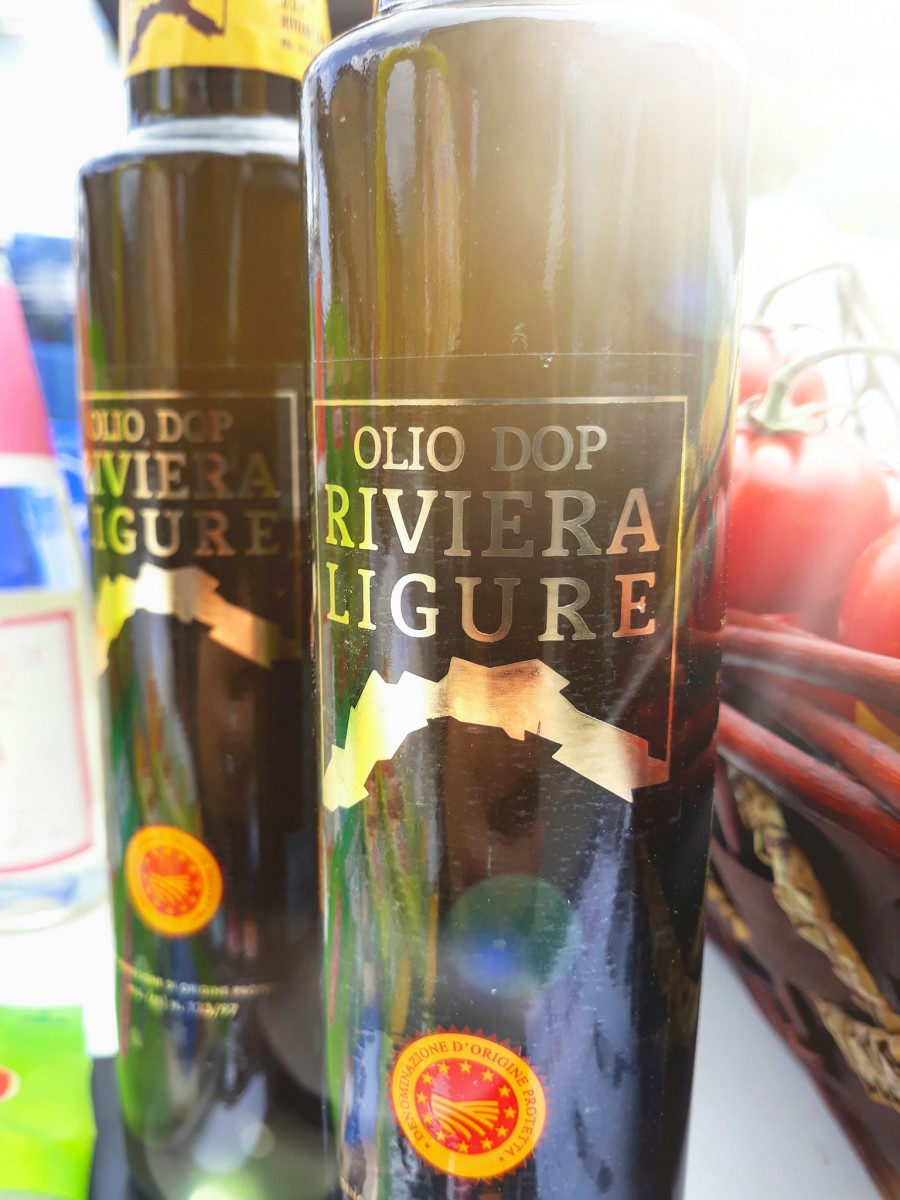 OLIO DOP
RIVIERA
LIGURE
DENOMINAZIONE D'ORIGINE PROTETTA
OLIO DOP
RIVIERA
LIGURE